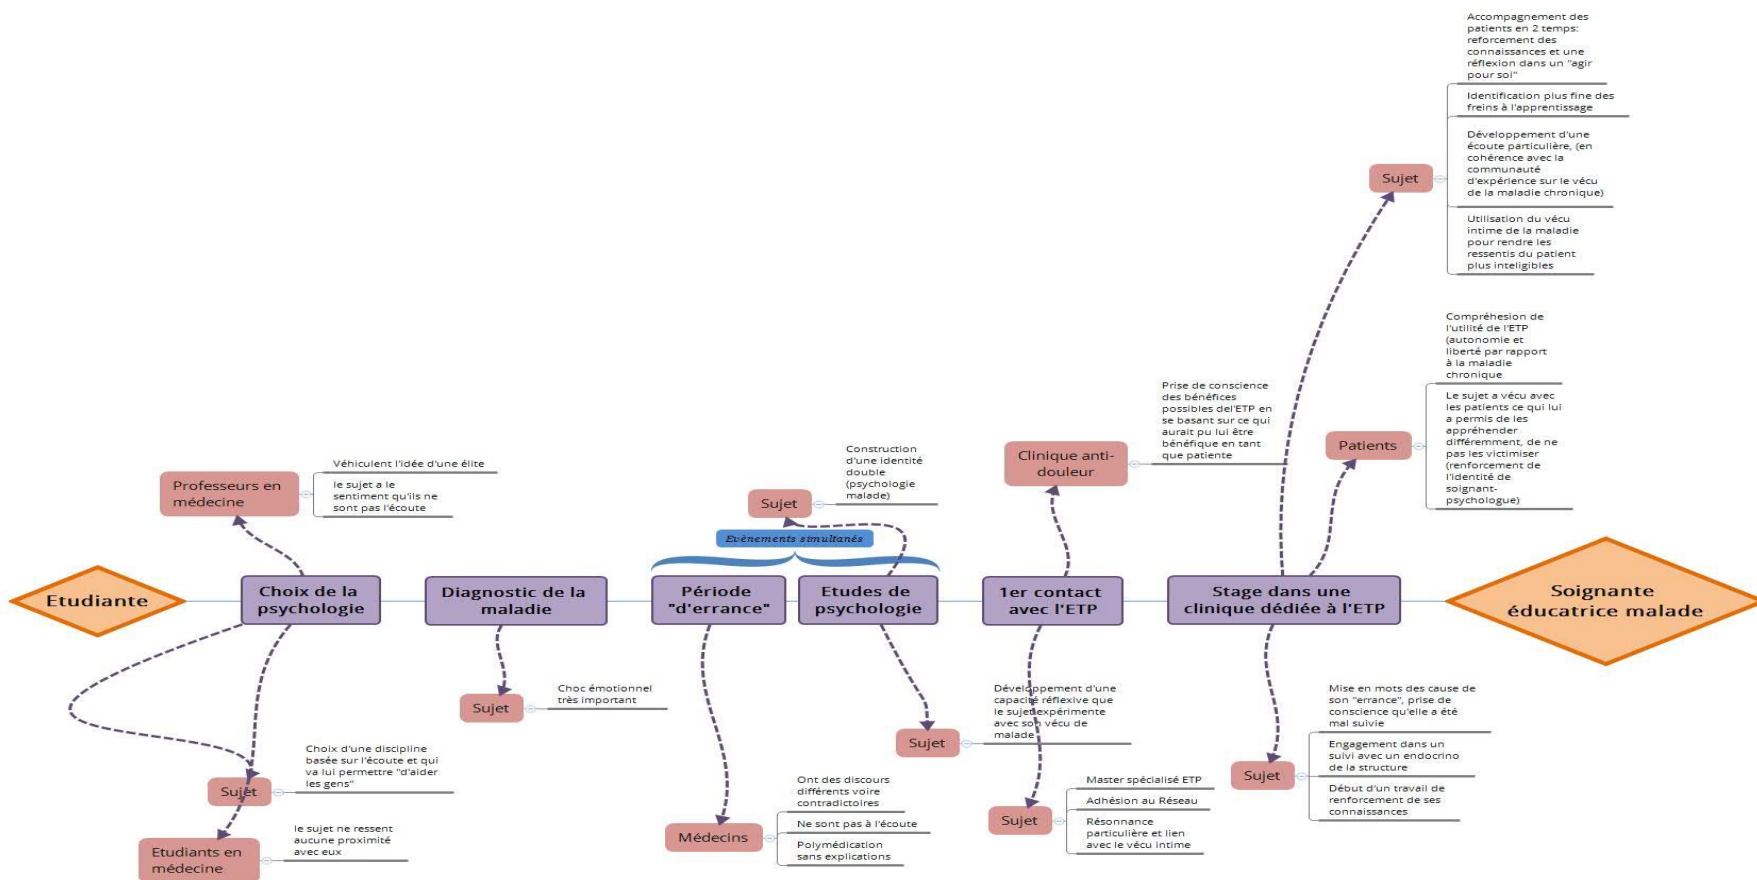 Accompagnement des
patients en 2 temps:
reforcement des
connaissances et une
réflexion dans un "agir
pour soi"
Identification plus fine des
freins à l'apprentissage
Développement d'une
écoute particulière, (en
cohérence avec la
communauté
d'expérience sur le vécu
de la maladie chronique)
Sujet
Utilisation du vécu
intime de la maladie
pour rendre les
ressentis du patient
plus inteligibles
Compréhesion de
l'utilité de l'ETP
(autonomie et
liberté par rapport
à la maladie
chronique
Le sujet a vécu avec
les patients ce qui lui
a permis de les
appréhender
différemment, de ne
pas les victimiser
(renforcement de
l'identité de
soignant-
psychologue)
Patients
Prise de conscience
des bénéfices
possibles del'ETP en
se basant sur ce qui
aurait pu lui être
bénéfique en tant
que patiente
Clinique anti-
douleur
Construction
d'une identité
double
(psychologie
malade)
Sujet
Véhiculent l'idée d'une élite
le sujet a le
sentiment qu'ils ne
sont pas l'écoute
Professeurs en
médecine
Evènements simultanés
Etudiante
Choix de la
psychologie
Diagnostic de la
maladie
Période
"d'errance"
Etudes de
psychologie
1er contact
avec l'ETP
Stage dans une
clinique dédiée à l'ETP
Soignante
éducatrice malade
Choix d'une discipline
basée sur l'écoute et qui
va lui permettre "d'aider
les gens"
Sujet
le sujet ne ressent
aucune proximité
avec eux
Etudiants en
médecine
Choc émotionnel
très important
Sujet
Ont des discours
différents voire
contradictoires
Ne sont pas à l'écoute
Polymédication
sans explications
Médecins
Développement d'une
capacité réflexive que
le sujet expérimente
avec son vécu de
malade
Sujet
Master spécialisé ETP
Adhésion au Réseau
Résonnance
particulière et lien
avec le vécu intime
Sujet
Mise en mots des cause de
son "errance", prise de
conscience qu'elle a été
mal suivie
Engagement dans un
suivi avec un endocrino
de la structure
Début d'un travail de
renforcement de ses
connaissances
Sujet